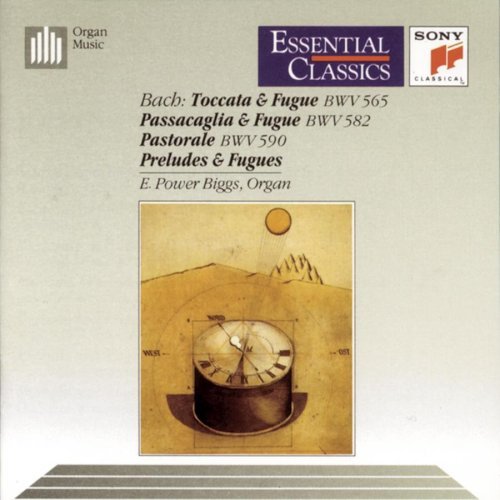 Organ
Music
ESSENTIAL
CLASSICS
SONY
CLASSICAL
Bach: Toccata & Fugue BWV 565
Passacaglia & Fugue BWV 582
Pastorale BWV 590
Preludes & Fugues
E. Power Biggs, Organ
WEST
OST